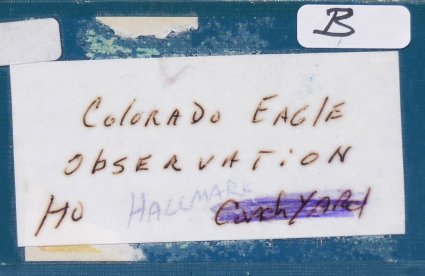 B
COLORADO EAGLE
OBSERVATION
HO HALLMARK